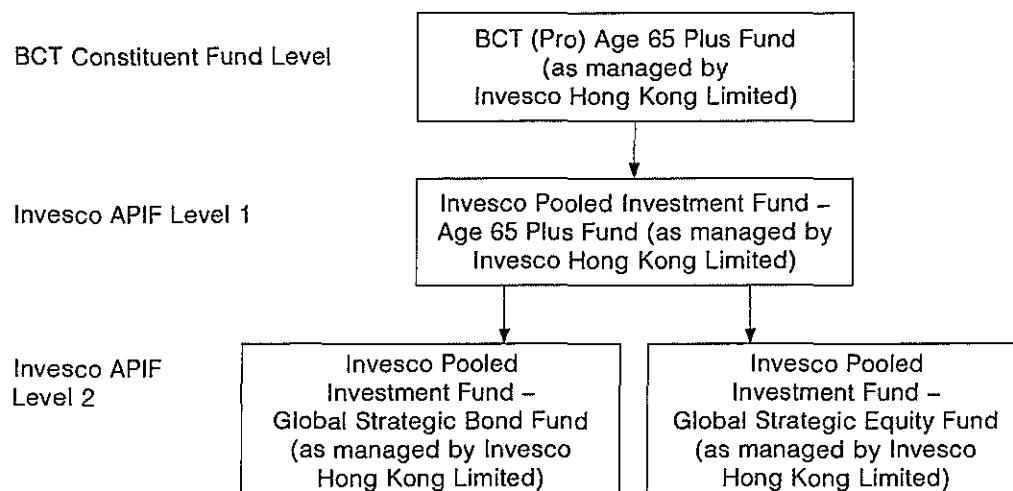 BCT Constituent Fund Level
BCT (Pro) Age 65 Plus Fund
(as managed by
Invesco Hong Kong Limited)
Invesco APIF Level 1
Invesco Pooled Investment Fund –
Age 65 Plus Fund (as managed by
Invesco Hong Kong Limited)
Invesco APIF
Level 2
Invesco Pooled
Investment Fund –
Global Strategic Bond Fund
(as managed by Invesco
Hong Kong Limited)
Invesco Pooled
Investment Fund –
Global Strategic Equity Fund
(as managed by Invesco
Hong Kong Limited)